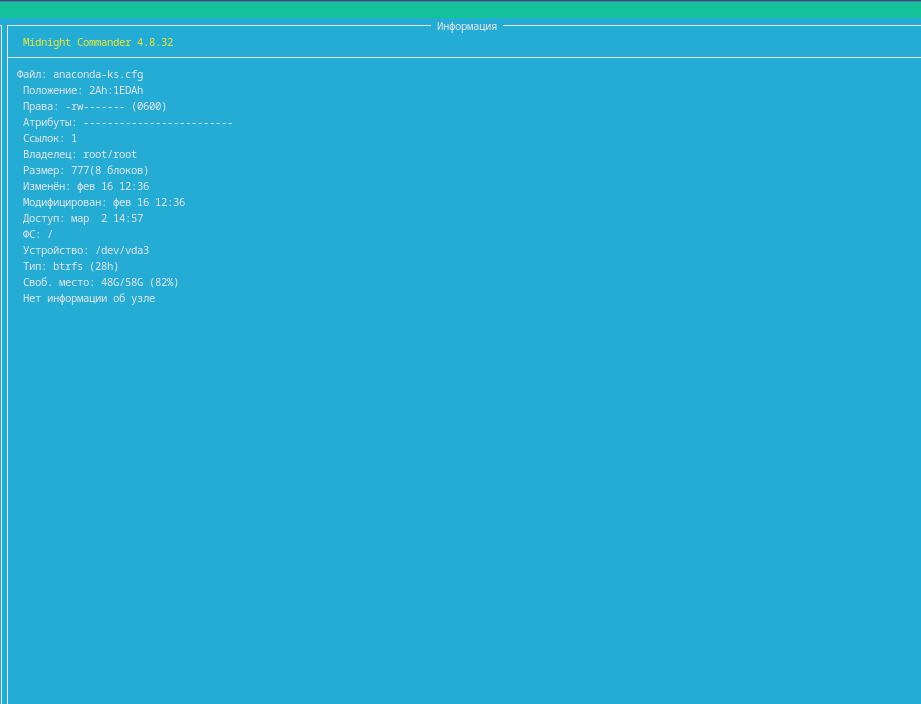 Информация
Midnight Commander 4.8.32
Файл: anaconda-ks.cfg
Положение: 2Ah:1EDAh
Права: -rw------- (0600)
Атрибуты: -------------------------
Ссылок: 1
Владелец: root/root
Размер: 777(8 блоков)
Изменён: фев 16 12:36
Модифицирован: фев 16 12:36
Доступ: мар  2 14:57
ФС: /
Устройство: /dev/vda3
Тип: btrfs (28h)
Своб. место: 48G/58G (82%)
Нет информации об узле